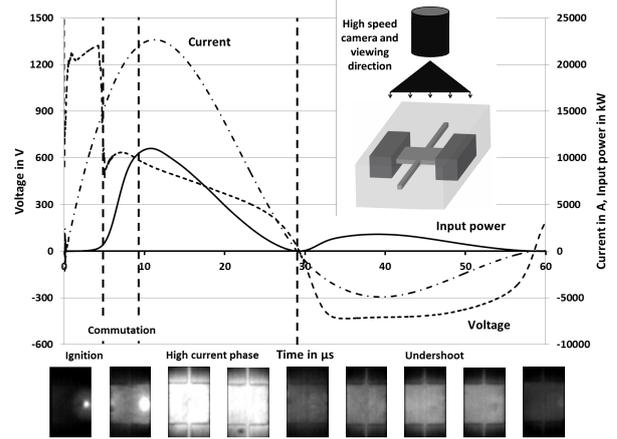 1500
1200
900
600
300
0
-300
-600
Voltage in V
25000
20000
15000
10000
5000
0
-5000
-10000
Current in A, Input power in kW
Current
High speed
camera and
viewing
direction
Input power
Voltage
0
10
20
30
40
50
60
Commutation
Ignition
High current phase
Time in µs
Undershoot